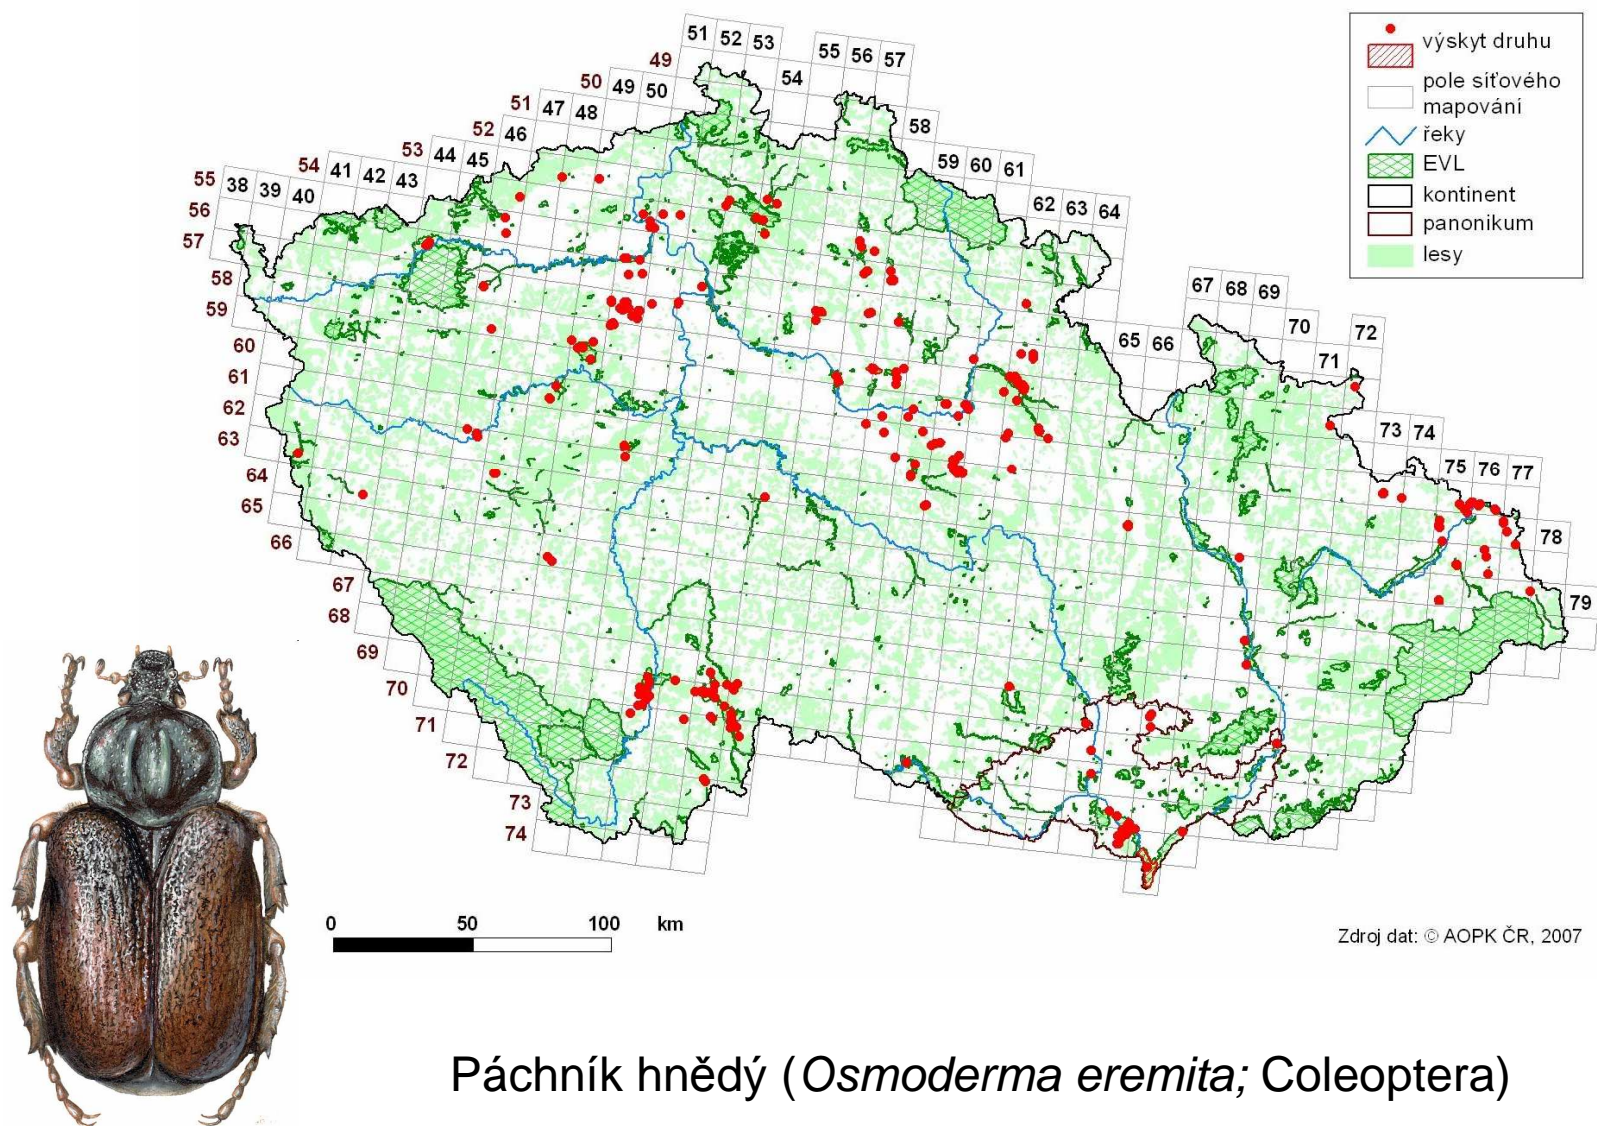 51 52 53
54
55 56 57
58
59 60 61
62 63 64
65 66
67 68 69
70
71
72
73 74
75 76 77
78
79
49
50 49 50
51 47 48
52 46
53 44 45
54 41 42 43
55 38 39 40
56
57
58
59
60
61
62
63
64
65
66
67
68
69
70
71
72
73
74
výskyt druhu
pole síťového
mapování
řeky
EVL
kontinent
panonikum
lesy
0 50 100 km
Zdroj dat: © AOPK ČR, 2007
Páchník hnědý (Osmoderma eremita; Coleoptera)